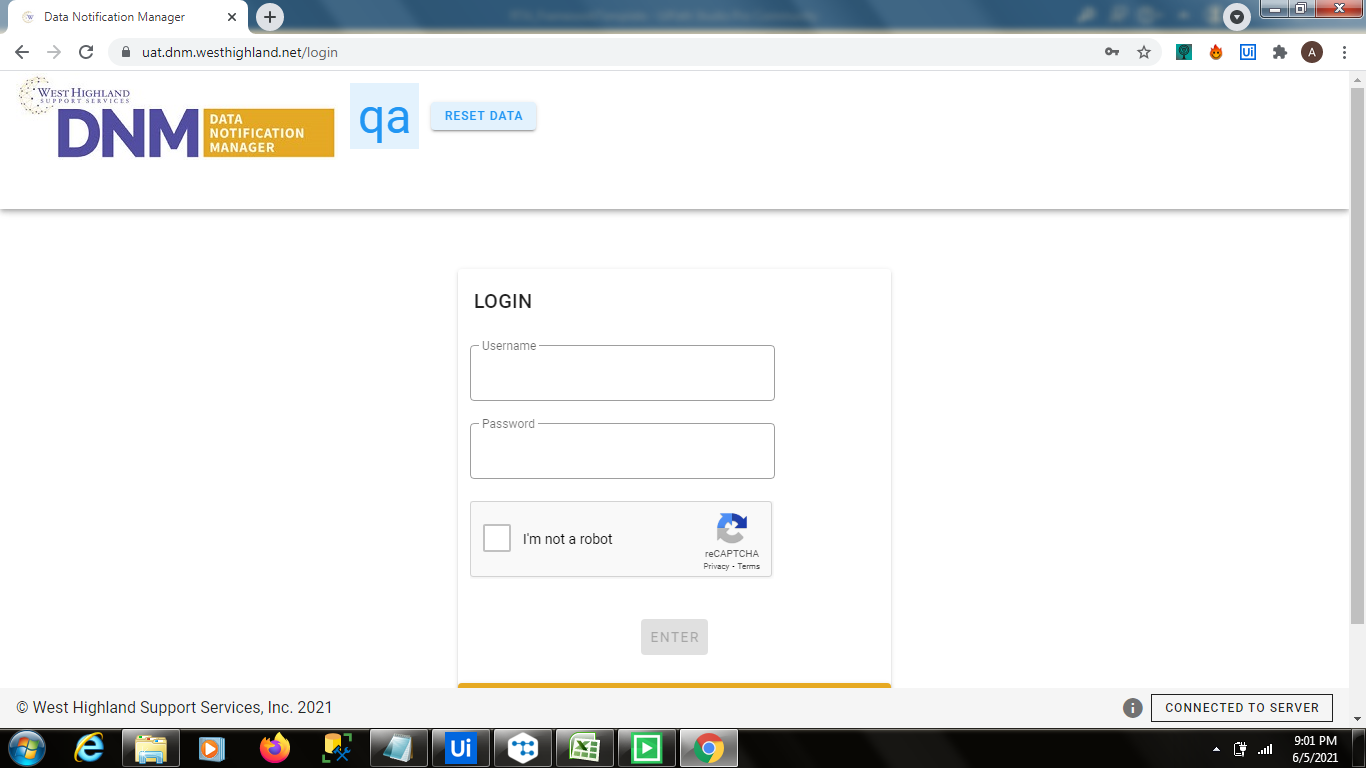 Data Notification Manager
uat.dnm.westhighland.net/login
Ui
A
WEST HIGHLAND
SUPPORT SERVICES
DNM
DATA
NOTIFICATION
MANAGER
qa
RESET DATA
LOGIN
Username
Password
I'm not a robot
reCAPTCHA
Privacy - Terms
ENTER
© West Highland Support Services, Inc. 2021
CONNECTED TO SERVER
Ui
9:01 PM
6/5/2021